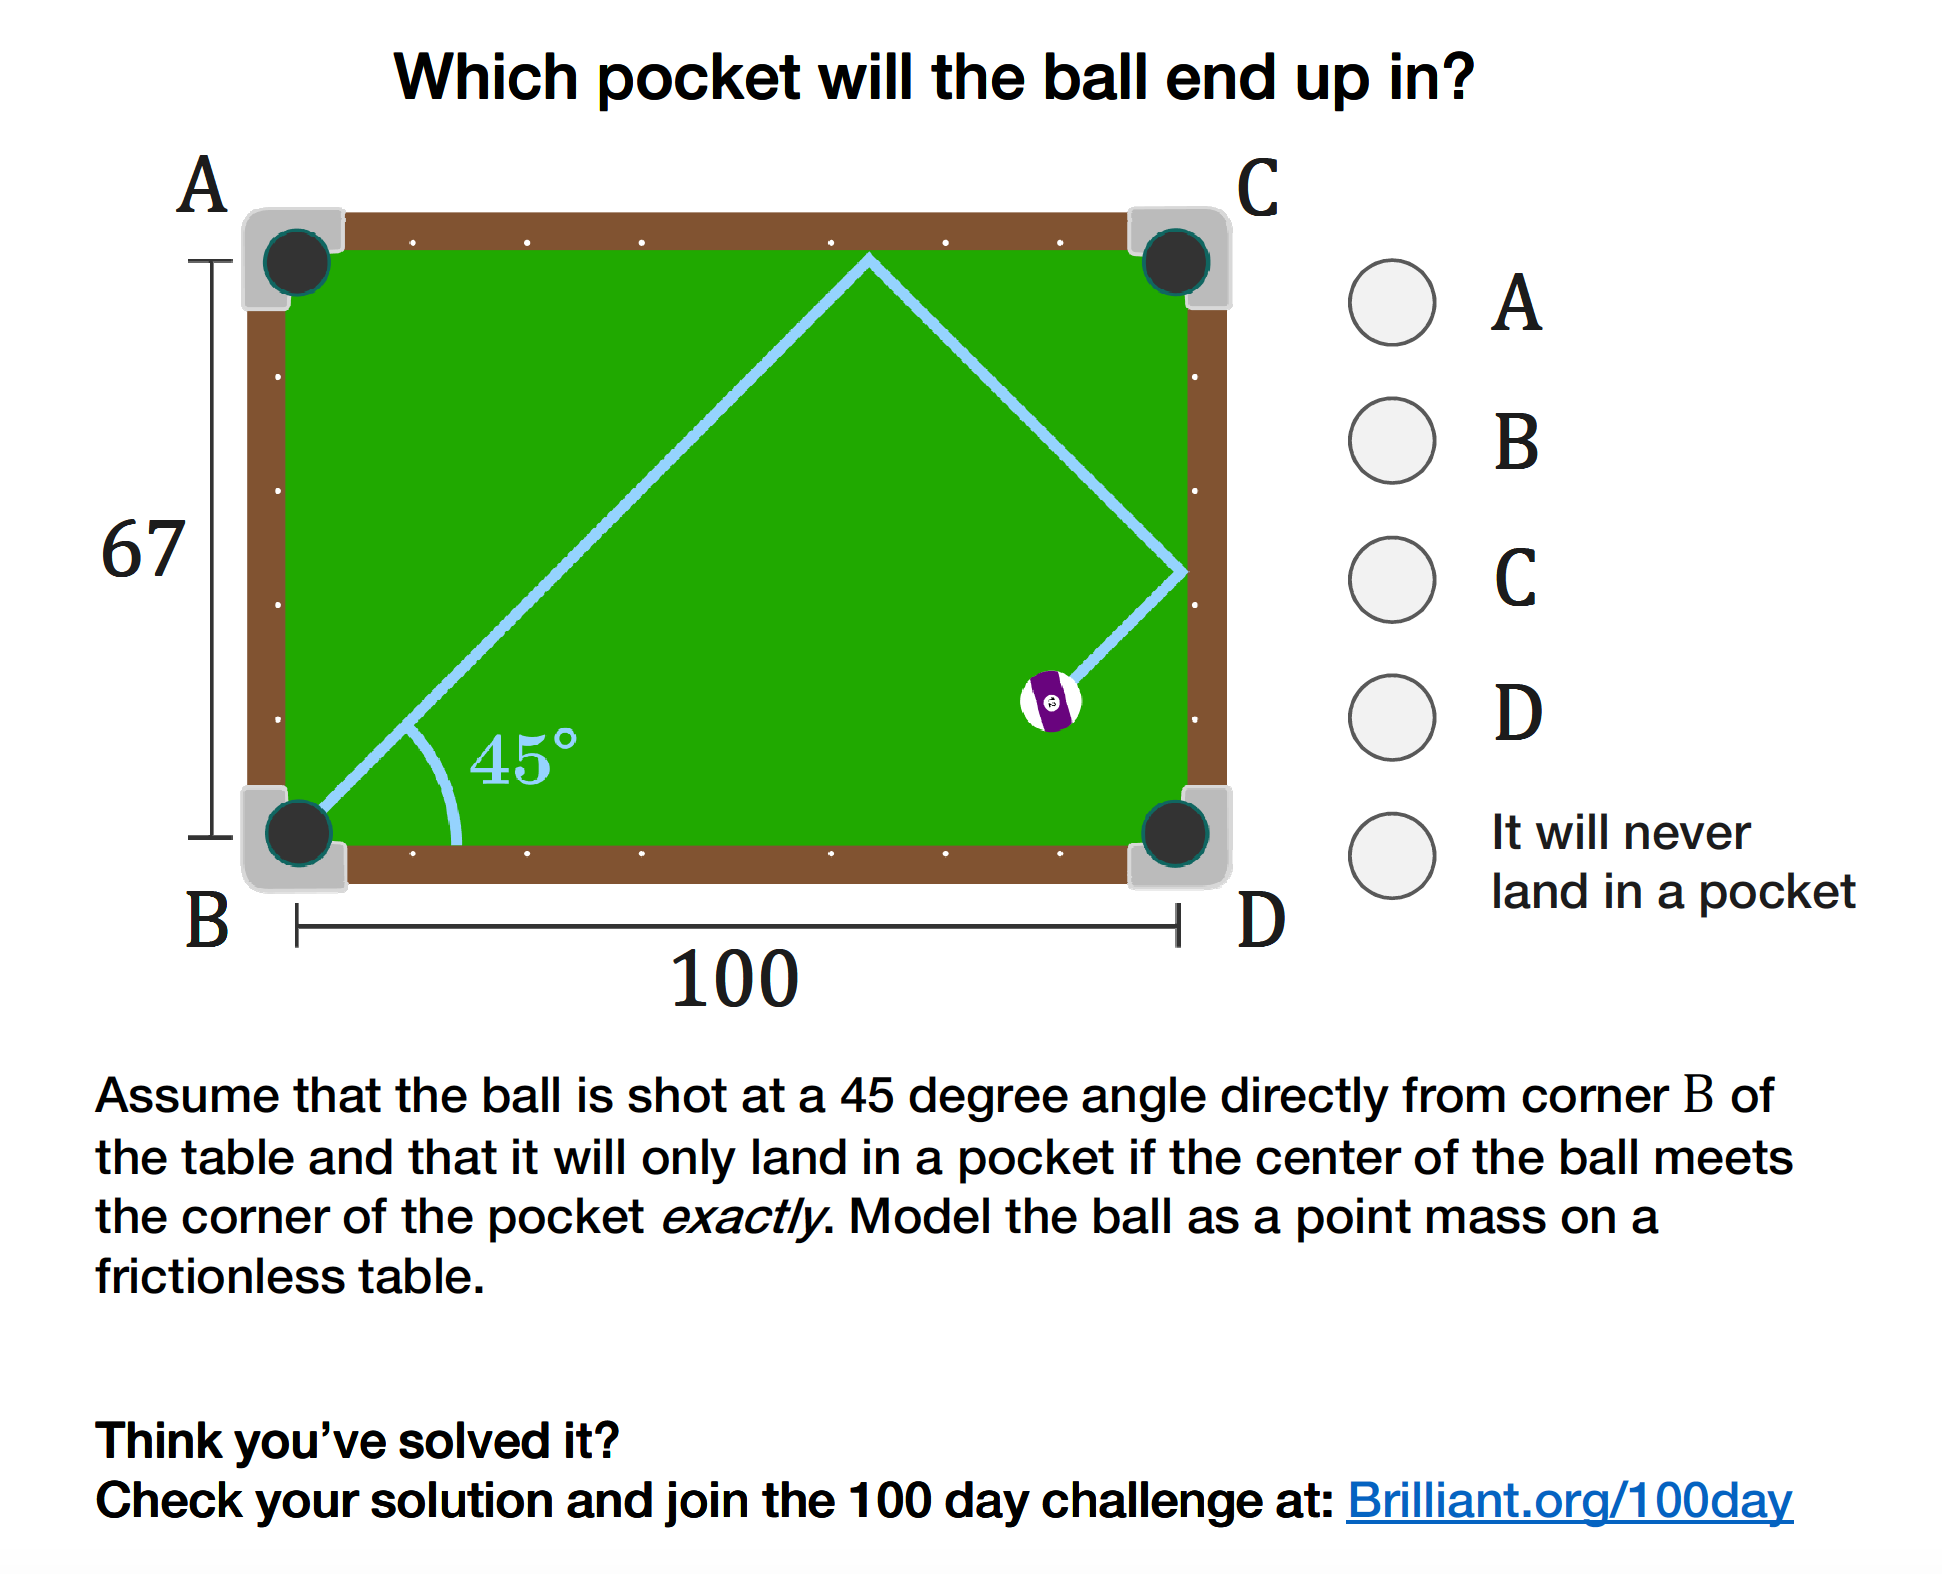 Which pocket will the ball end up in?
A
C
A
B
67
C
45°
D
It will never
land in a pocket
B
D
100
Assume that the ball is shot at a 45 degree angle directly from corner B of
the table and that it will only land in a pocket if the center of the ball meets
the corner of the pocket exactly. Model the ball as a point mass on a
frictionless table.
Think you’ve solved it?
Check your solution and join the 100 day challenge at: Brilliant.org/100day